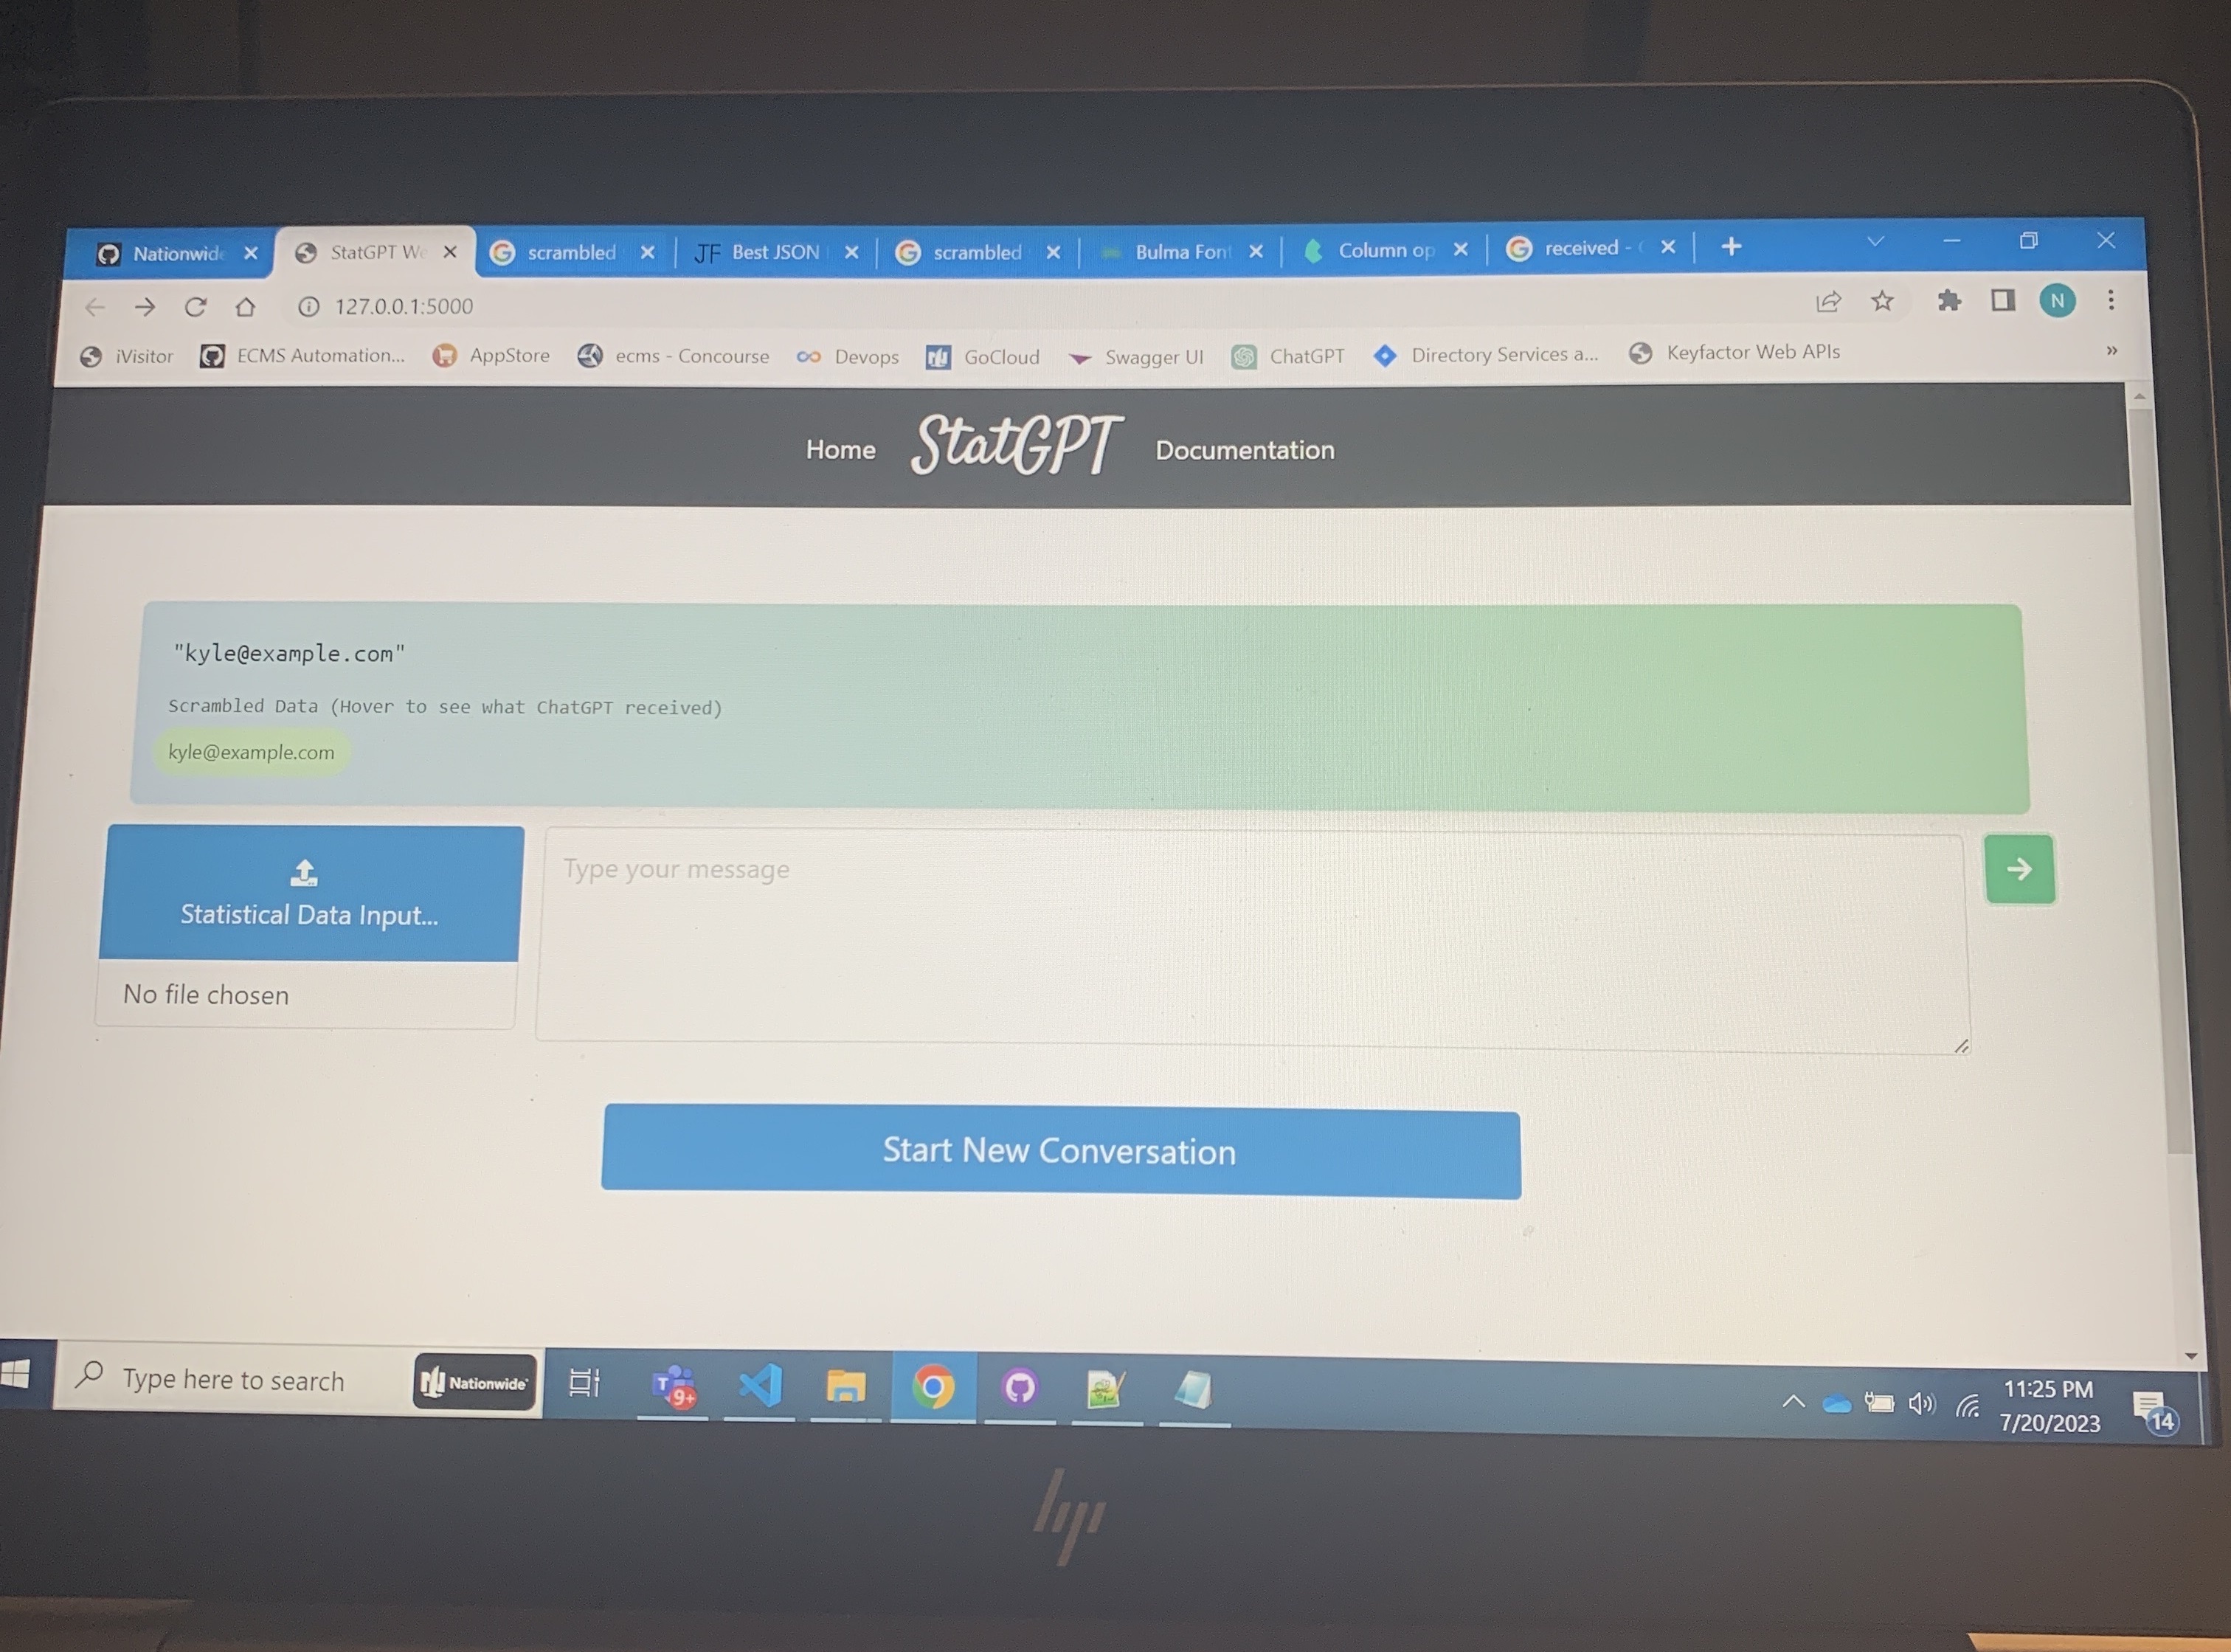 Nationwide
StatGPT We
scrambled
Best JSON
scrambled
Bulma Font
Column op
received -
127.0.0.1:5000
N
iVisitor
ECMS Automation...
AppStore
ecms - Concourse
Devops
GoCloud
Swagger UI
ChatGPT
Directory Services a...
Keyfactor Web APIs
»
Home
StatGPT
Documentation
"kyle@example.com"
Scrambled Data (Hover to see what ChatGPT received)
kyle@example.com
Statistical Data Input...
No file chosen
Type your message
Start New Conversation
Type here to search
Nationwide
T
9+
11:25 PM
7/20/2023
14
hp